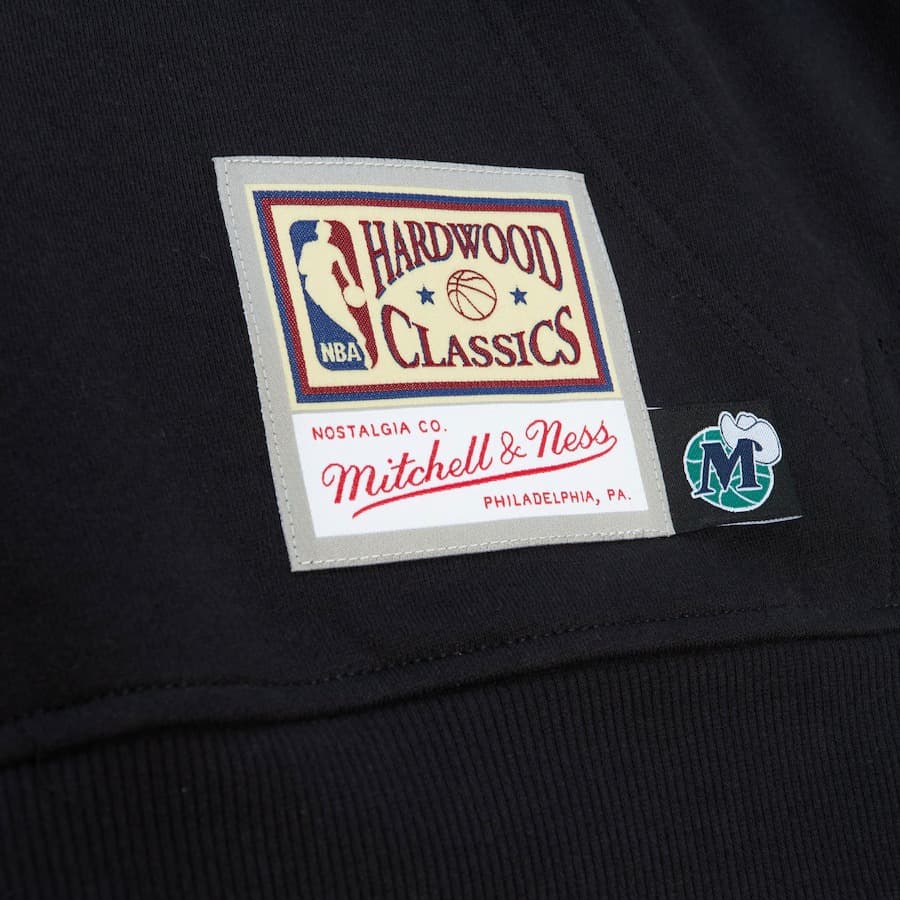 HARDWOOD
CLASSICS
NBA
NOSTALGIA CO.
Mitchell & Ness
PHILADELPHIA, PA.
M